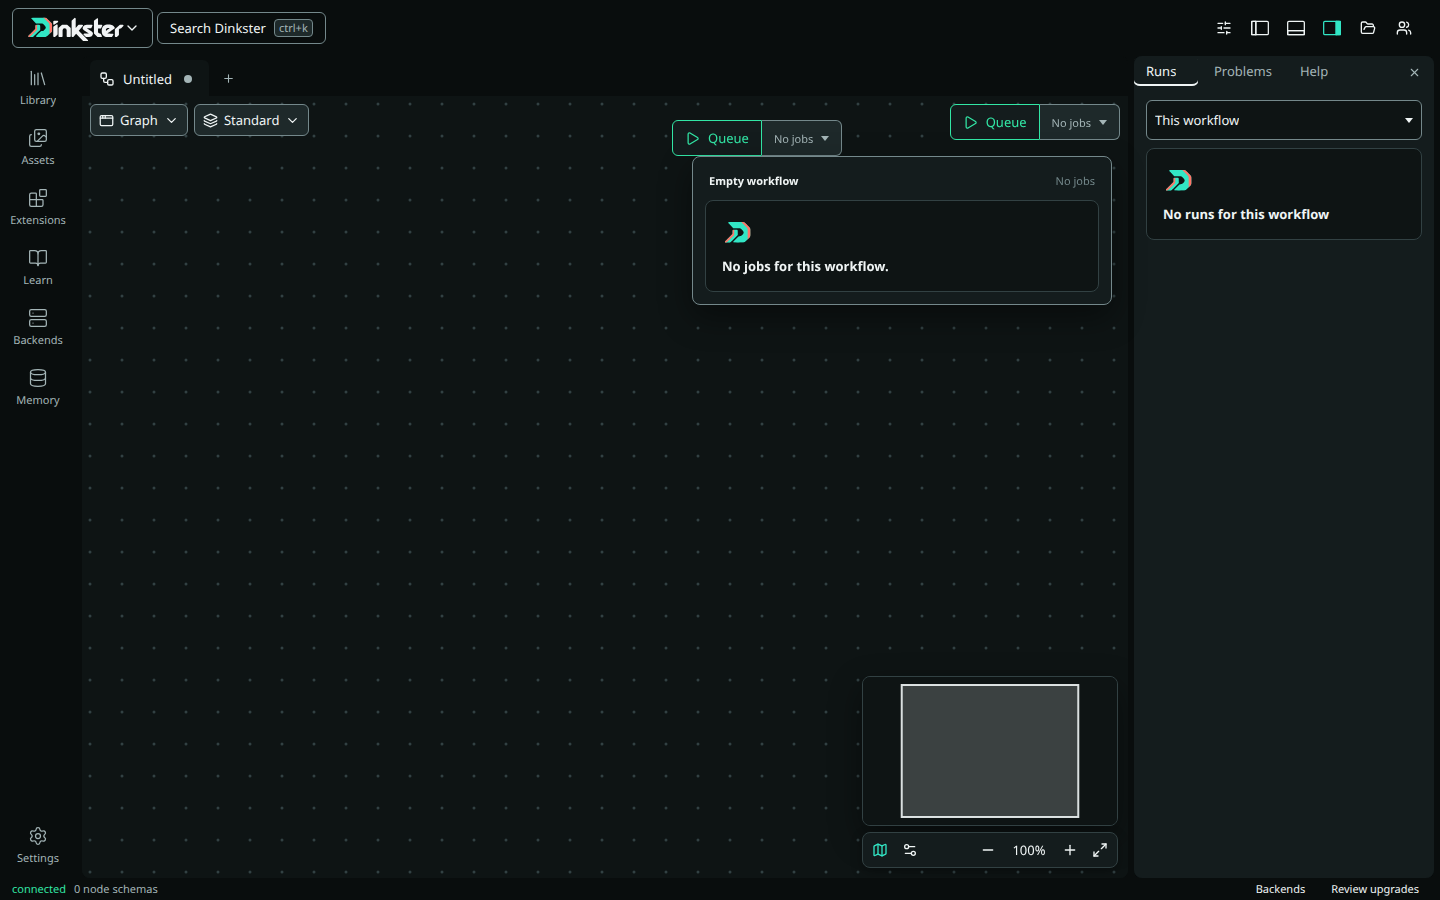 Dinkster
Search Dinkster ctrl+k
Library
Assets
Extensions
Learn
Backends
Memory
Settings
Untitled
Graph
Standard
Queue No jobs
Queue No jobs
Empty workflow No jobs
No jobs for this workflow.
100%
Runs Problems Help
This workflow
No runs for this workflow
connected 0 node schemas
Backends Review upgrades